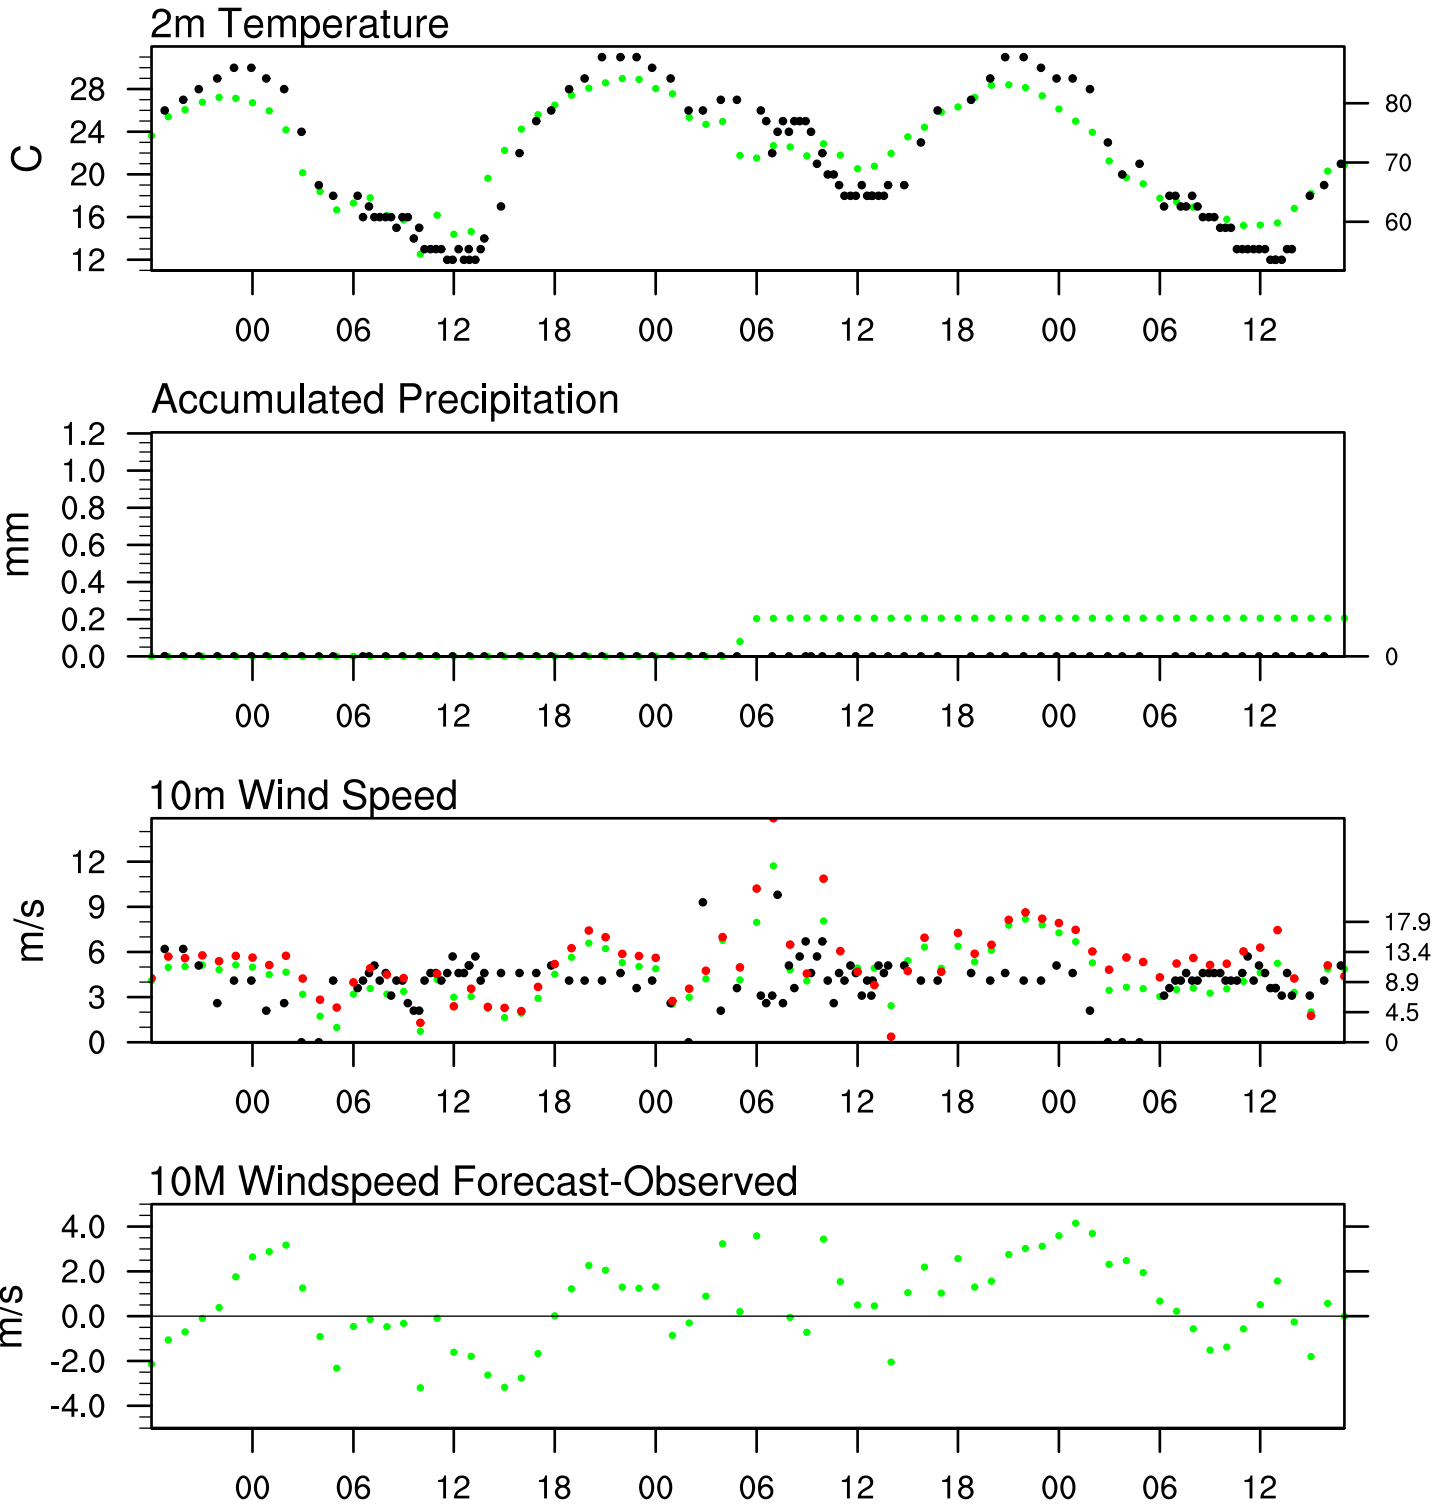 2m Temperature
28
24
20
16
12
C
80
70
60
00 06 12 18 00 06 12 18 00 06 12
Accumulated Precipitation
1.2
1.0
0.8
0.6
0.4
0.2
0.0
mm
0
00 06 12 18 00 06 12 18 00 06 12
10m Wind Speed
12
9
6
3
0
m/s
17.9
13.4
8.9
4.5
0
00 06 12 18 00 06 12 18 00 06 12
10M Windspeed Forecast-Observed
4.0
2.0
0.0
-2.0
-4.0
m/s
00 06 12 18 00 06 12 18 00 06 12